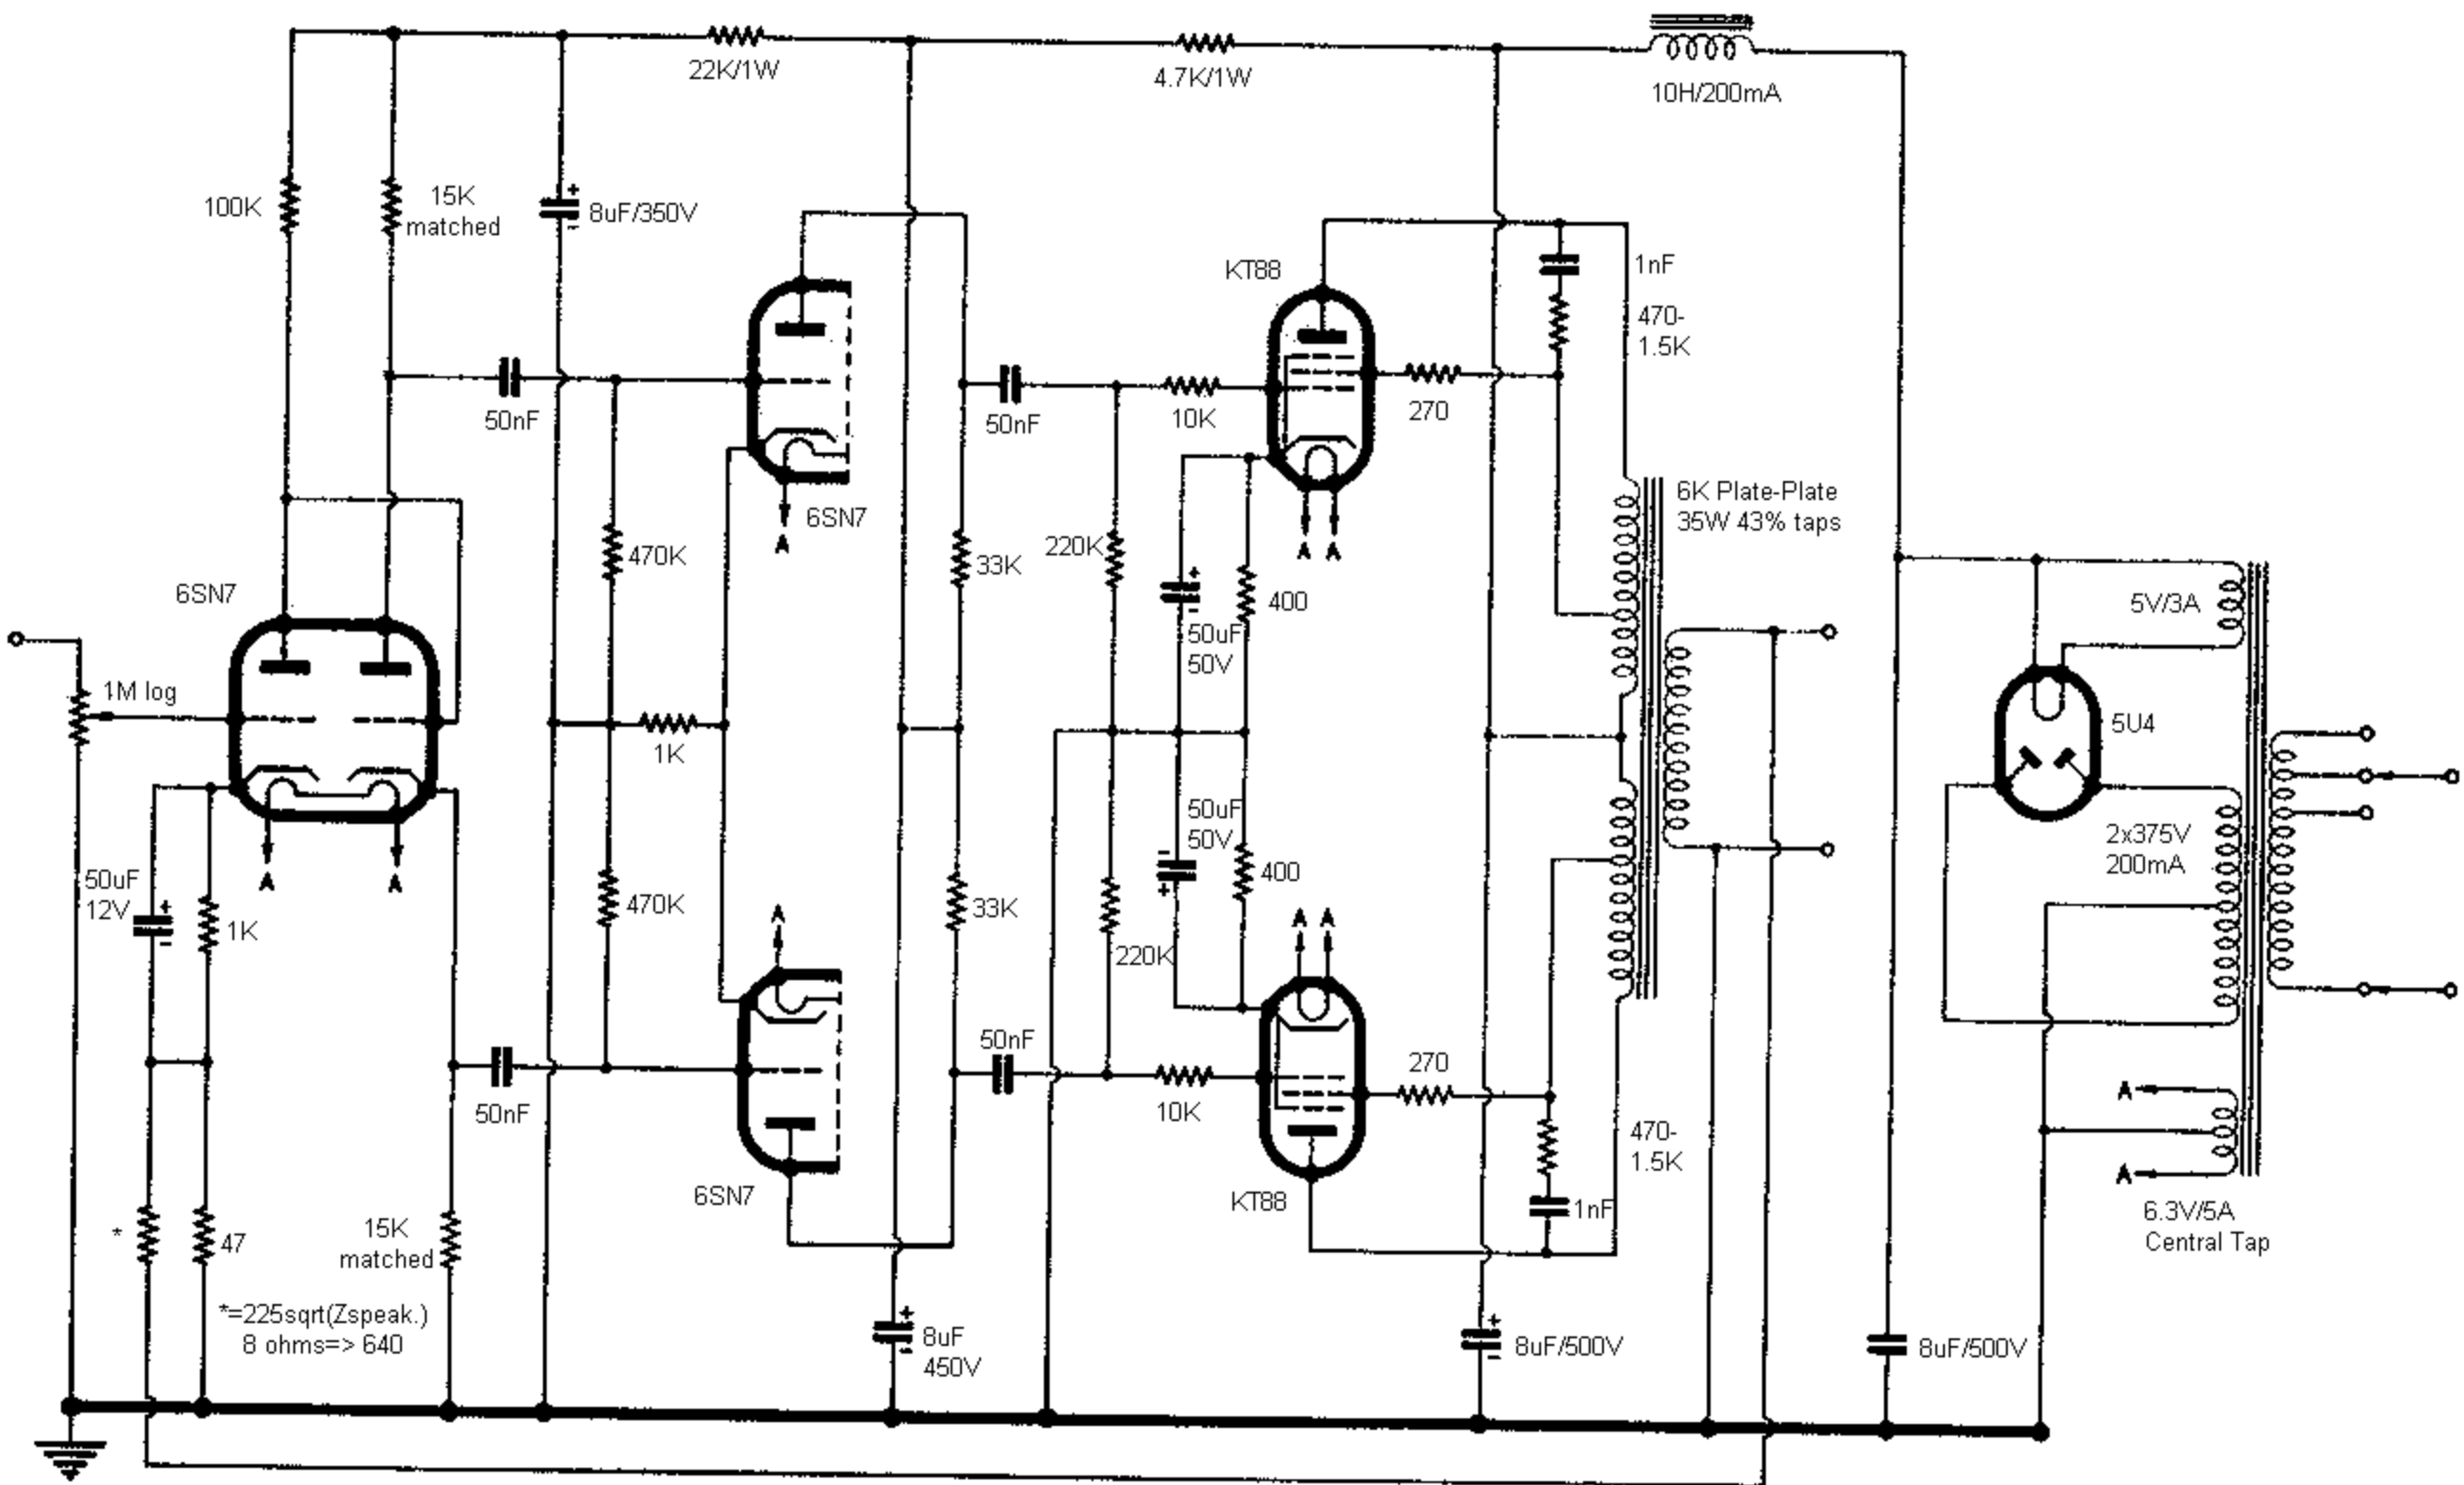 22K/1W
4.7K/1W
10H/200mA
100K
15K
matched
8uF/350V
KT88
1nF
470-
1.5K
50nF
50nF
10K
270
6SN7
A
A
A
6K Plate-Plate
35W 43% taps
470K
220K
33K
6SN7
400
5V/3A
50uF
50V
1M log
5U4
1K
50uF
50V
2x375V
200mA
A
A
50uF
12V
1K
470K
33K
400
A
A
A
220K
50nF
270
50nF
10K
A
470-
1.5K
A
6SN7
KT88
1nF
6.3V/5A
Central Tap
*
47
15K
matched
*=225sqrt(Zspeak.)
8 ohms=> 640
8uF
450V
8uF/500V
8uF/500V
+
-
+
-
+
-
-
+
+
-
+
-